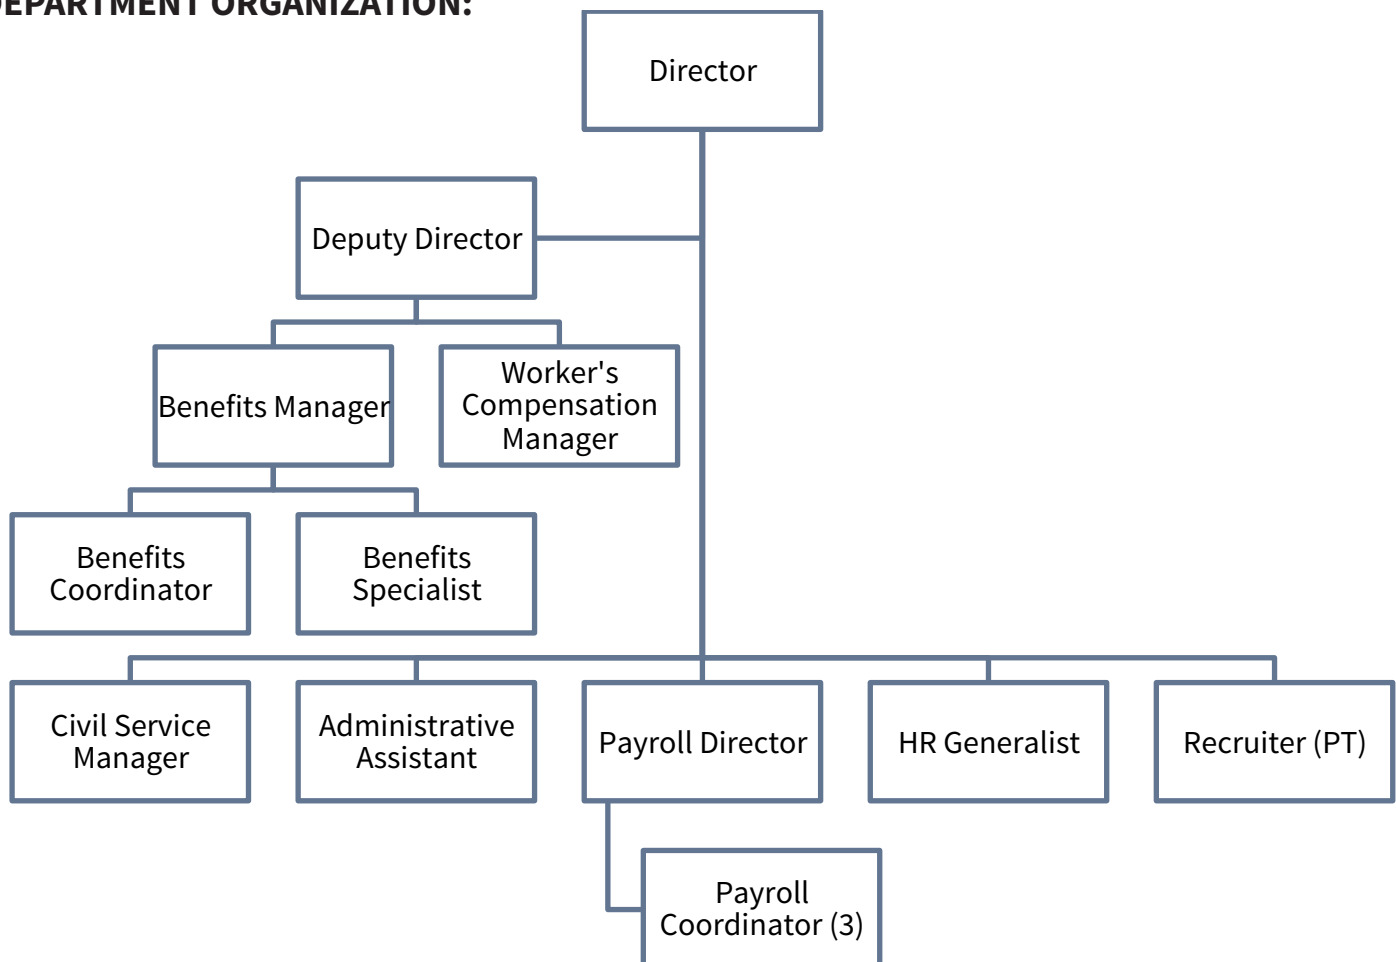 DEPARTMENT ORGANIZATION:
Director
Deputy Director
Benefits Manager
Worker's
Compensation
Manager
Benefits
Coordinator
Benefits
Specialist
Civil Service
Manager
Administrative
Assistant
Payroll Director
HR Generalist
Recruiter (PT)
Payroll
Coordinator (3)